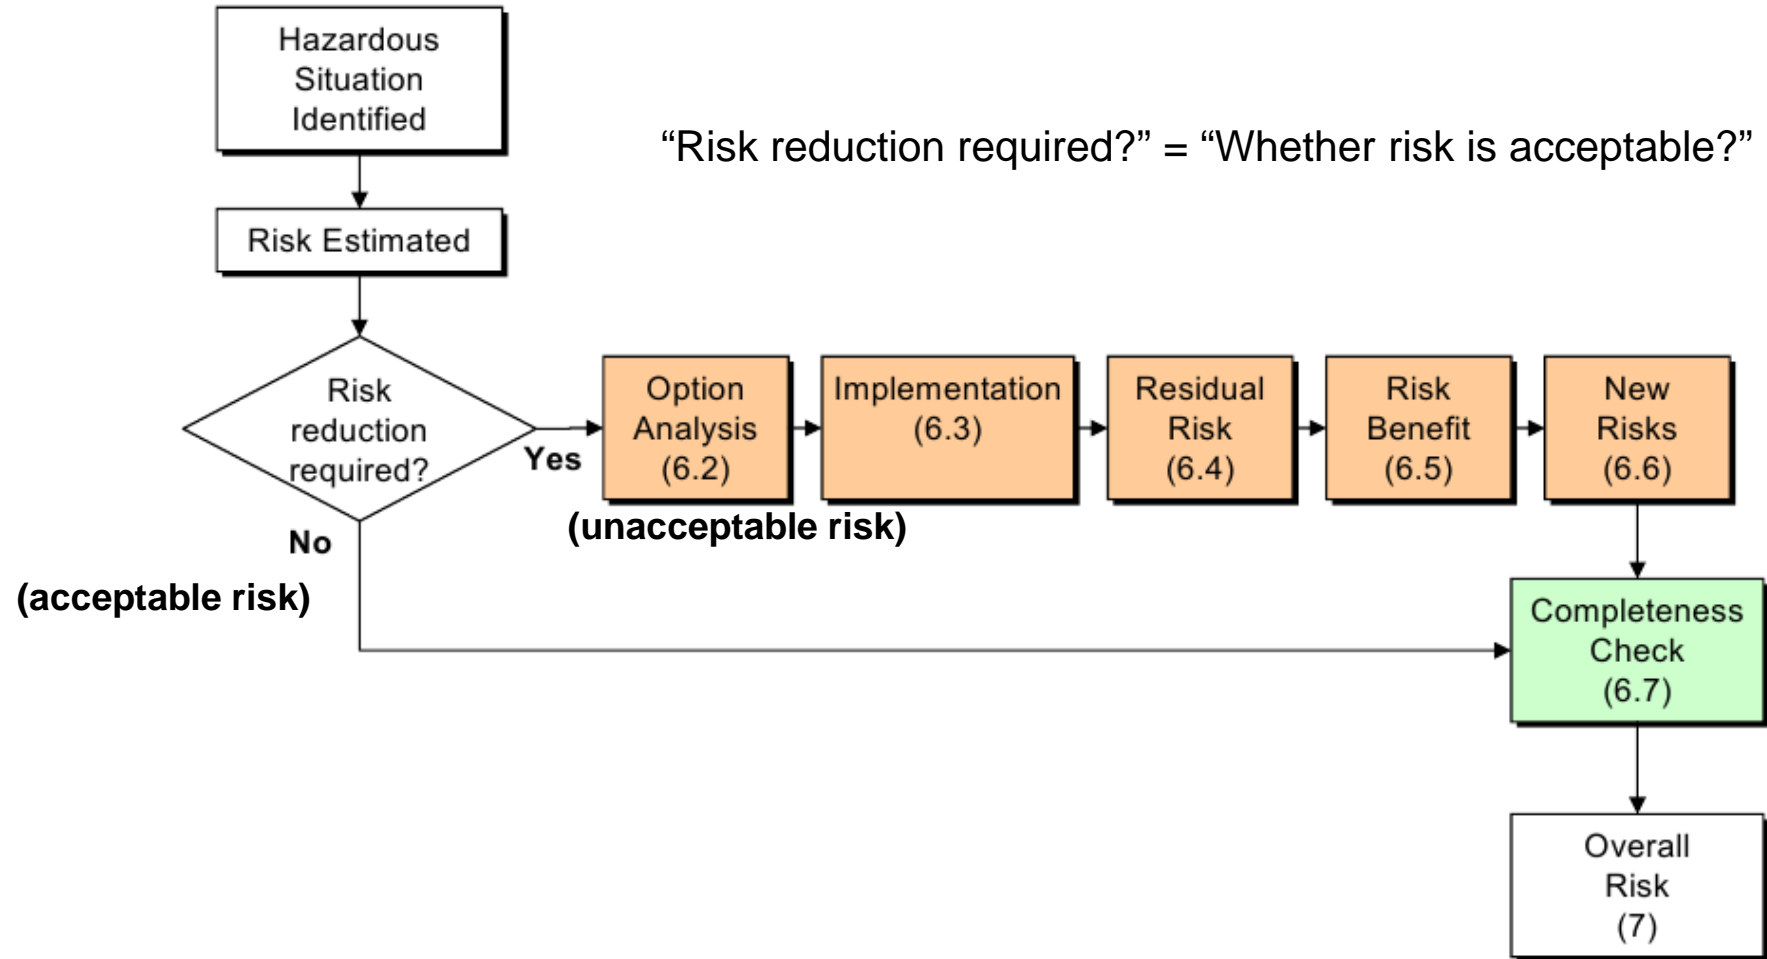 Hazardous
Situation
Identified
“Risk reduction required?” = “Whether risk is acceptable?”
Risk Estimated
Risk
reduction
required?
Yes
Option
Analysis
(6.2)
Implementation
(6.3)
Residual
Risk
(6.4)
Risk
Benefit
(6.5)
New
Risks
(6.6)
(unacceptable risk)
No
(acceptable risk)
Completeness
Check
(6.7)
Overall
Risk
(7)